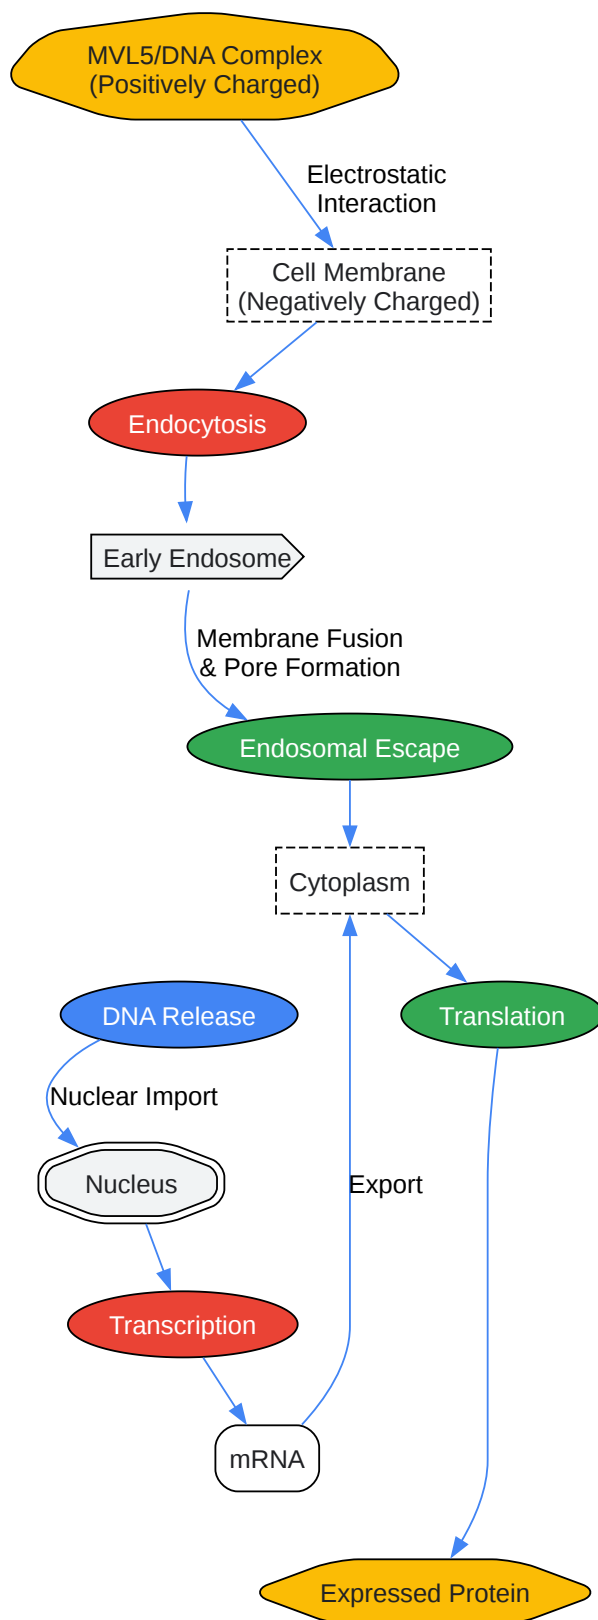 MVL5/DNA Complex
(Positively Charged)
Electrostatic
Interaction
Cell Membrane
(Negatively Charged)
Endocytosis
Early Endosome
Membrane Fusion
& Pore Formation
Endosomal Escape
Cytoplasm
DNA Release
Translation
Nuclear Import
Nucleus
Export
Transcription
mRNA
Expressed Protein